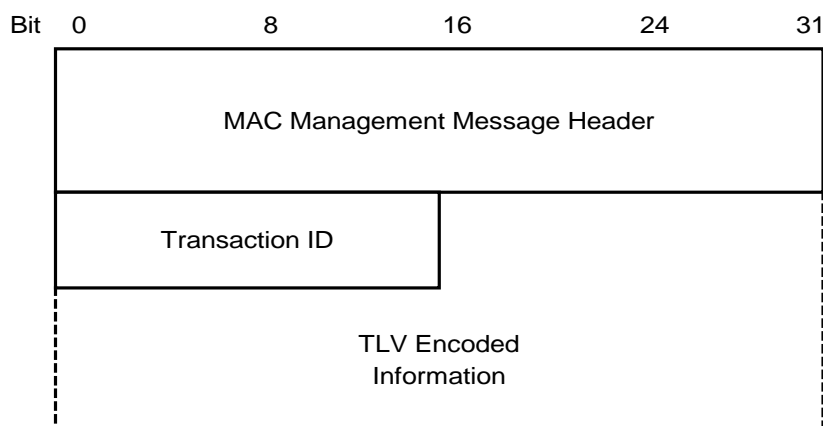 Bit 0 8 16 24 31
MAC Management Message Header
Transaction ID
TLV Encoded
Information